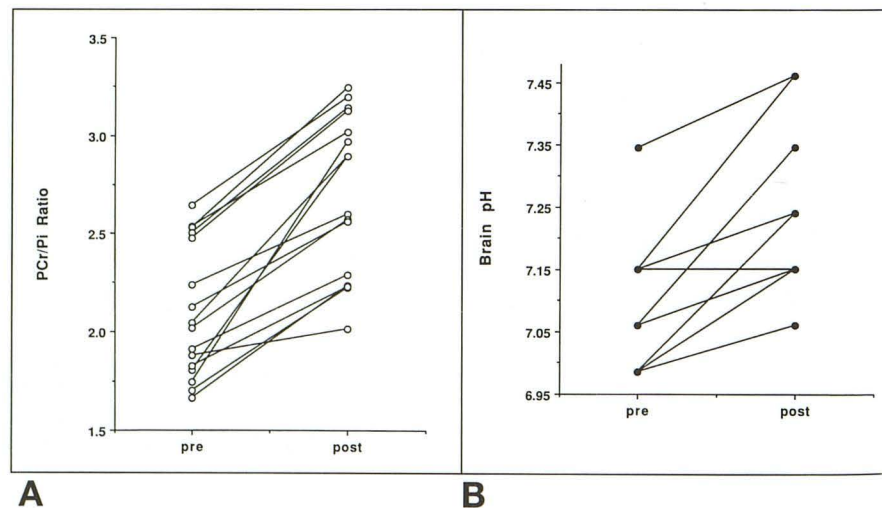 3.5
3.0
2.5
2.0
1.5
PCr/Pi Ratio
pre
post
A
7.45
7.35
7.25
7.15
7.05
6.95
Brain pH
pre
post
B